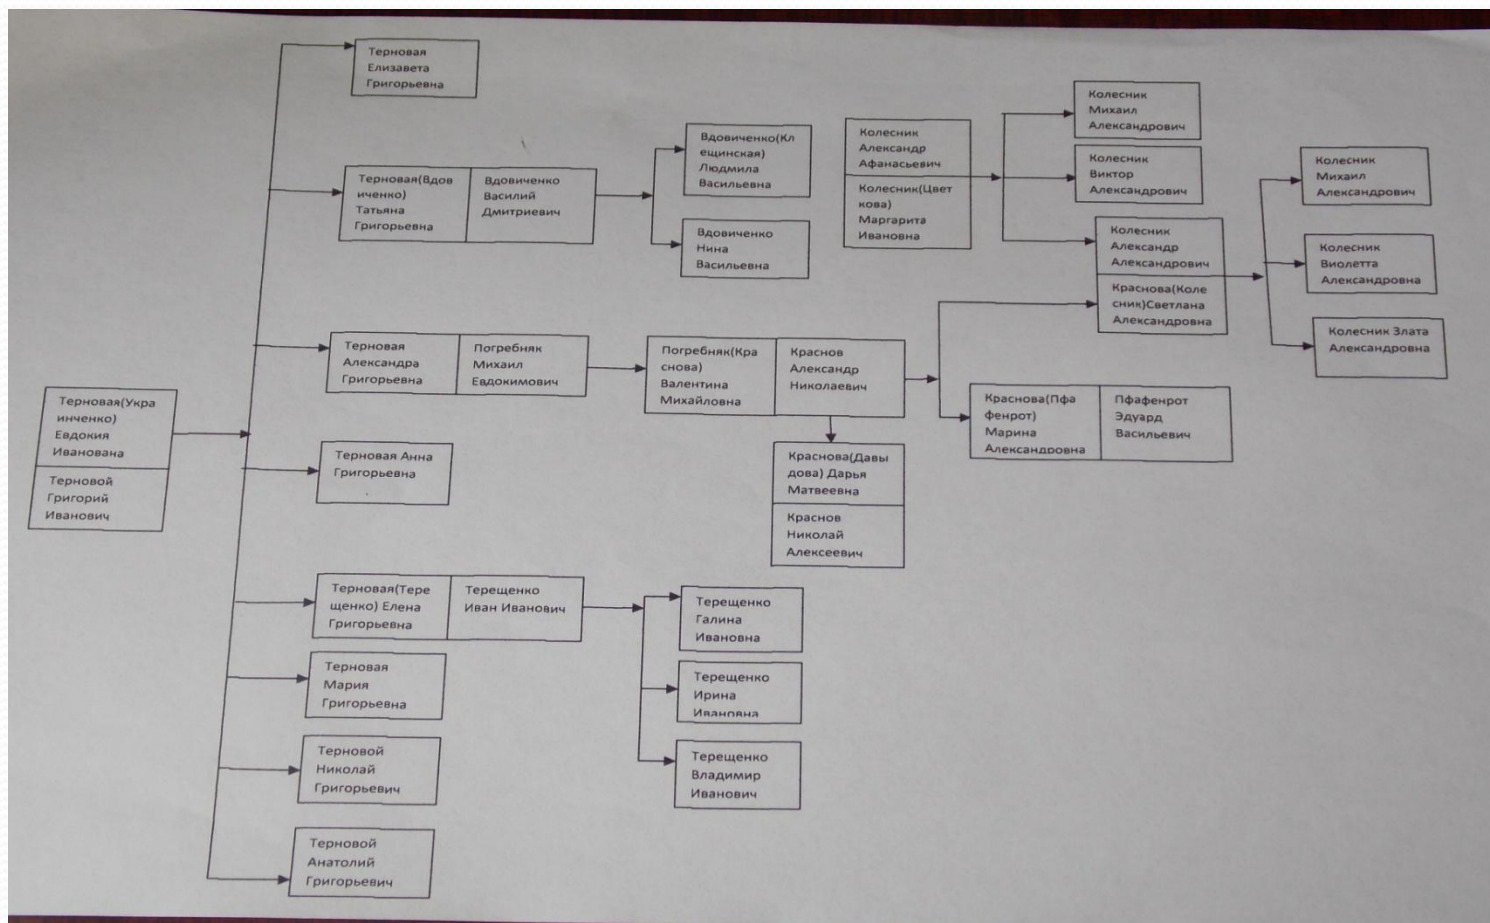 Терновая
Елизавета
Григорьевна
Терновая(Вдов
иченко)
Татьяна
Григорьевна
Вдовиченко
Василий
Дмитриевич
Вдовиченко(Кл
ещинская)
Людмила
Васильевна
Вдовиченко
Нина
Васильевна
Колесник
Александр
Афанасьевич
Колесник(Цвет
кова)
Маргарита
Ивановна
Колесник
Михаил
Александрович
Колесник
Виктор
Александрович
Колесник
Александр
Александрович
Краснова(Коле
сник)Светлана
Александровна
Колесник
Михаил
Александрович
Колесник
Виолетта
Александровна
Колесник Злата
Александровна
Терновая
Александра
Григорьевна
Погребняк
Михаил
Евдокимович
Погребняк(Кра
снова)
Валентина
Михайловна
Краснов
Александр
Николаевич
Краснова(Пфа
фенрот)
Марина
Александровна
Пфафенрот
Эдуард
Васильевич
Терновая(Укра
инченко)
Евдокия
Иванована
Терновой
Григорий
Иванович
Терновая Анна
Григорьевна
Краснова(Давы
дова) Дарья
Матвеевна
Краснов
Николай
Алексеевич
Терновая(Тере
щенко) Елена
Григорьевна
Терещенко
Иван Иванович
Терещенко
Галина
Ивановна
Терещенко
Ирина
Ивановна
Терещенко
Владимир
Иванович
Терновая
Мария
Григорьевна
Терновой
Николай
Григорьевич
Терновой
Анатолий
Григорьевич